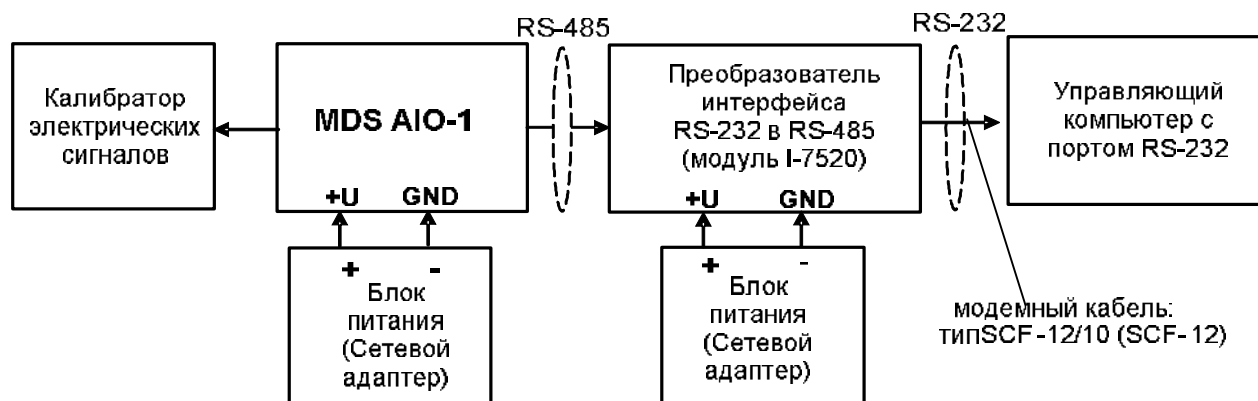 RS-485
RS-232
Калибратор
электрических
сигналов
MDS AIO-1
+U GND
Преобразователь
интерфейса
RS-232 в RS-485
(модуль I-7520)
+U GND
Управляющий
компьютер с
портом RS-232
+ -
Блок
питания
(Сетевой
адаптер)
+ -
Блок
питания
(Сетевой
адаптер)
модемный кабель:
типSCF-12/10 (SCF-12)